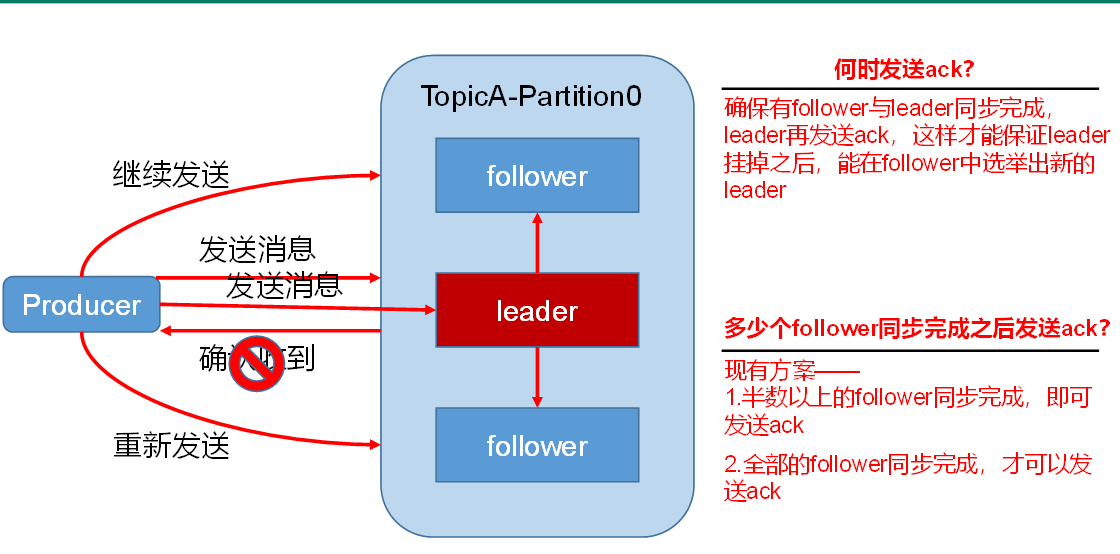 TopicA-Partition0
follower
继续发送
发送消息
发送消息
Producer
leader
确认收到
重新发送
follower
何时发送ack？
确保有follower与leader同步完成，
leader再发送ack，这样才能保证leader
挂掉之后，能在follower中选举出新的
leader
多少个follower同步完成之后发送ack？
现有方案——
1.半数以上的follower同步完成，即可
发送ack
2.全部的follower同步完成，才可以发
送ack